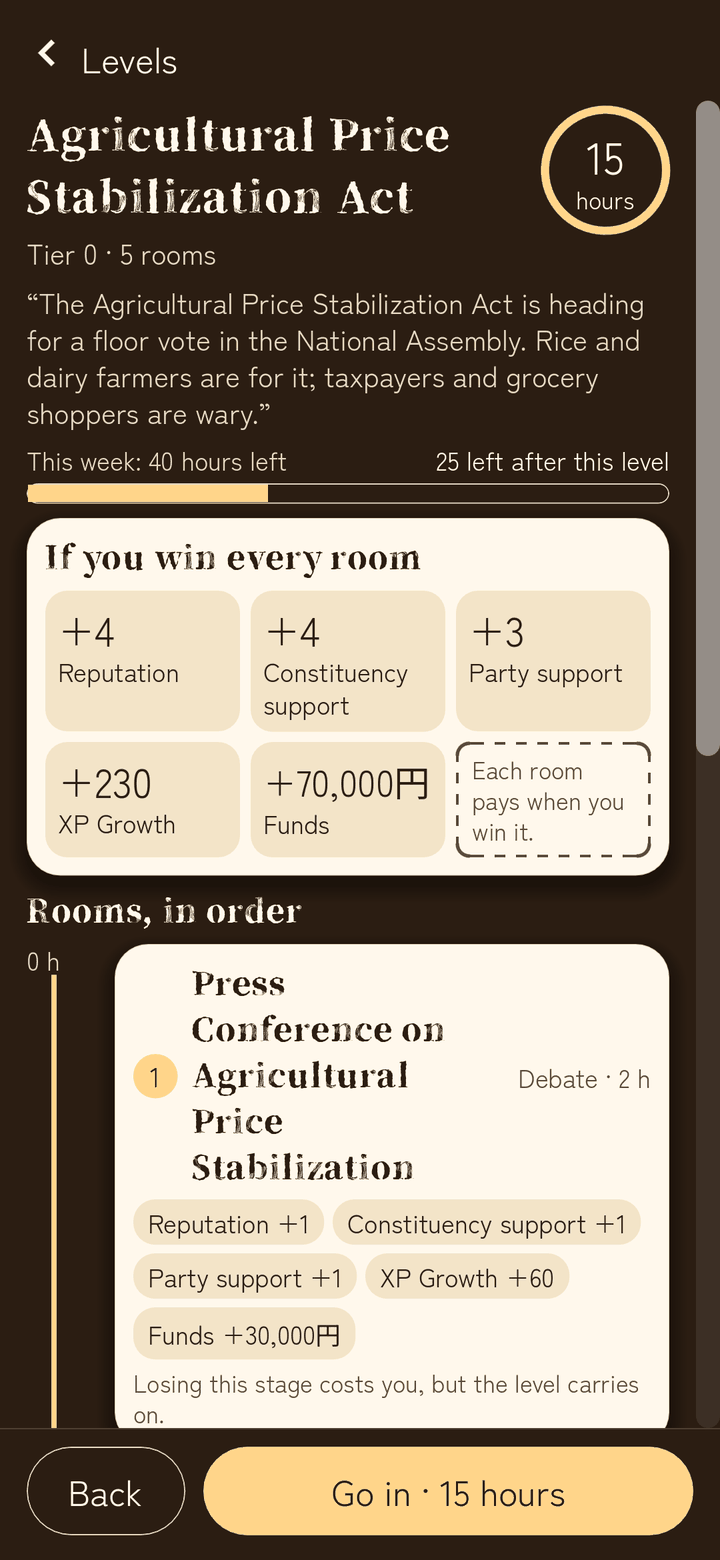 Levels
Agricultural Price
Stabilization Act
15
hours
Tier 0 · 5 rooms
“The Agricultural Price Stabilization Act is heading
for a floor vote in the National Assembly. Rice and
dairy farmers are for it; taxpayers and grocery
shoppers are wary.”
This week: 40 hours left
25 left after this level
If you win every room
+4
Reputation
+4
Constituency
support
+3
Party support
+230
XP Growth
+70,000円
Funds
Each room
pays when you
win it.
Rooms, in order
0 h
1
Press
Conference on
Agricultural
Price
Stabilization
Debate · 2 h
Reputation +1
Constituency support +1
Party support +1
XP Growth +60
Funds +30,000円
Losing this stage costs you, but the level carries
on.
Back
Go in · 15 hours